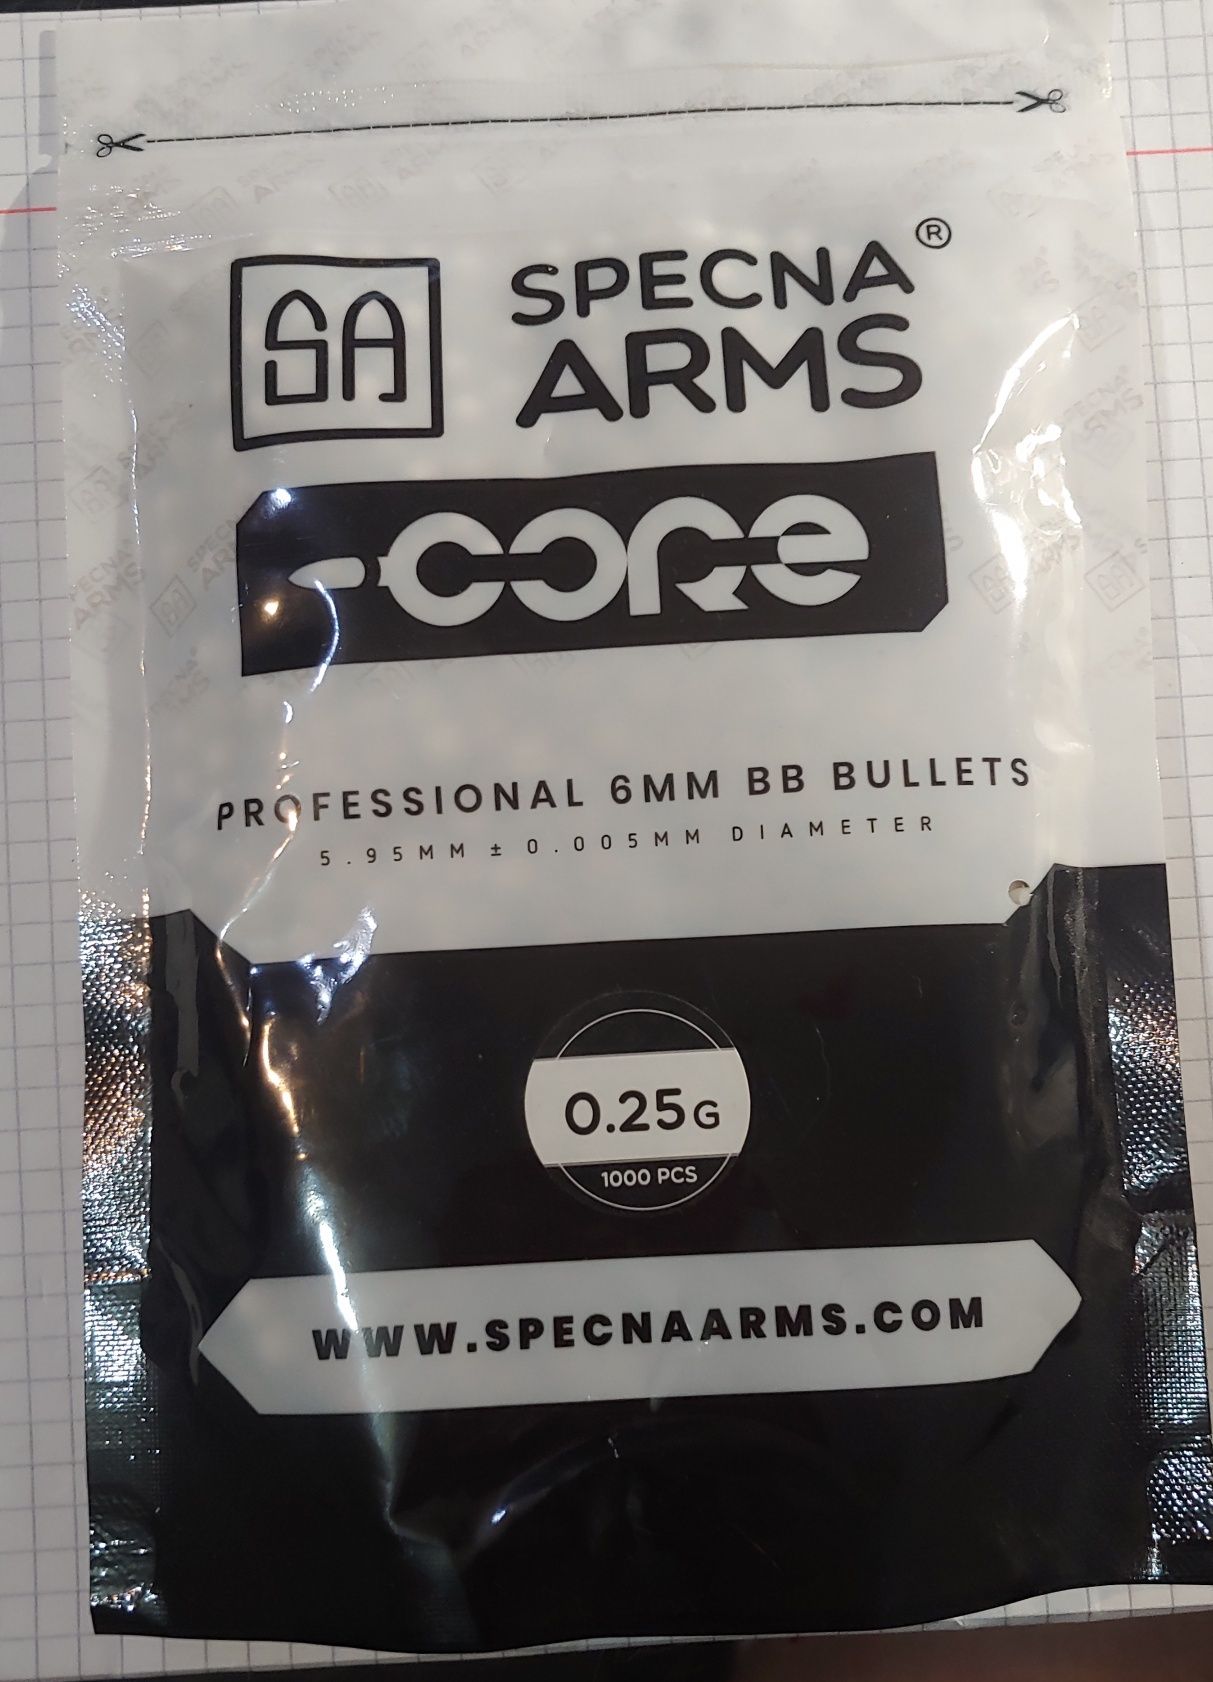 SA
SPECNA®
ARMS
CORE
PROFESSIONAL 6MM BB BULLETS
5.95MM ± 0.005MM DIAMETER
0.25G
1000 PCS
WWW.SPECNAARMS.COM